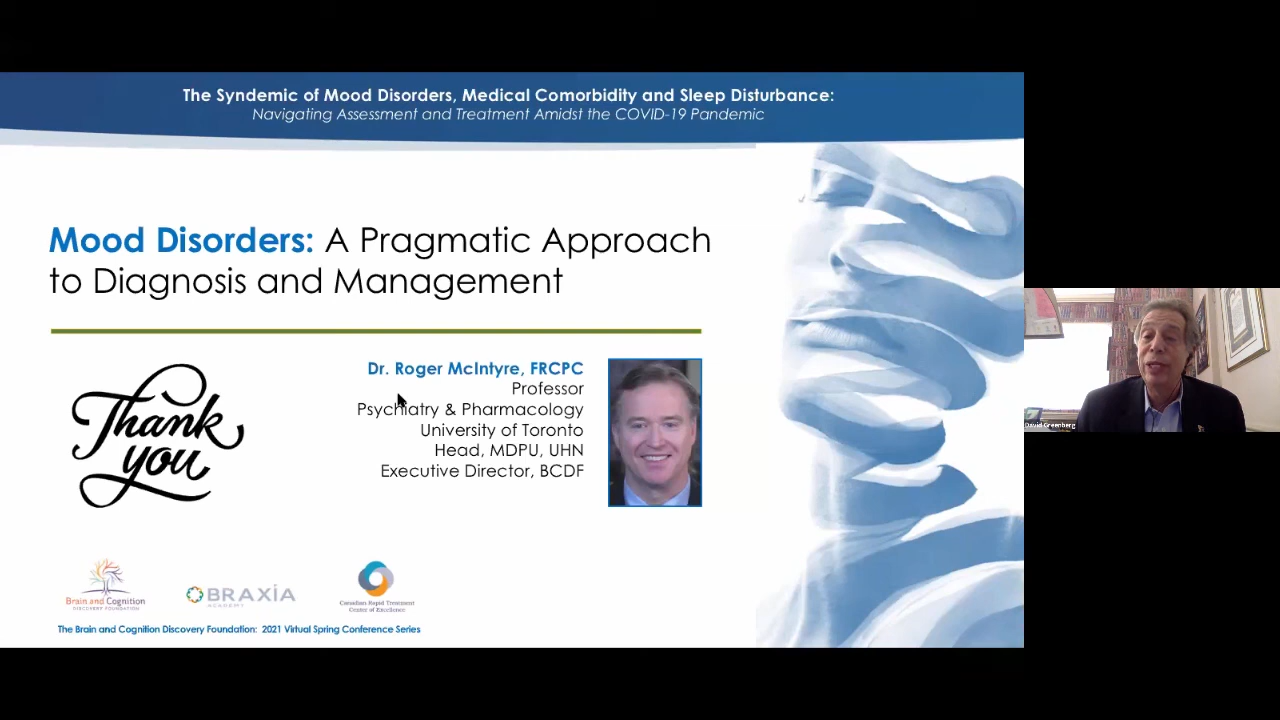 The Syndemic of Mood Disorders, Medical Comorbidity and Sleep Disturbance:
Navigating Assessment and Treatment Amidst the COVID-19 Pandemic
Mood Disorders: A Pragmatic Approach
to Diagnosis and Management
Thank
you
Dr. Roger McIntyre, FRCPC
Professor
Psychiatry & Pharmacology
University of Toronto
Head, MDPU, UHN
Executive Director, BCDF
Brain and Cognition
DISCOVERY FOUNDATION
BRAXIA
ACADEMY
Canadian Rapid Treatment
Center of Excellence
The Brain and Cognition Discovery Foundation: 2021 Virtual Spring Conference Series
David Greenberg